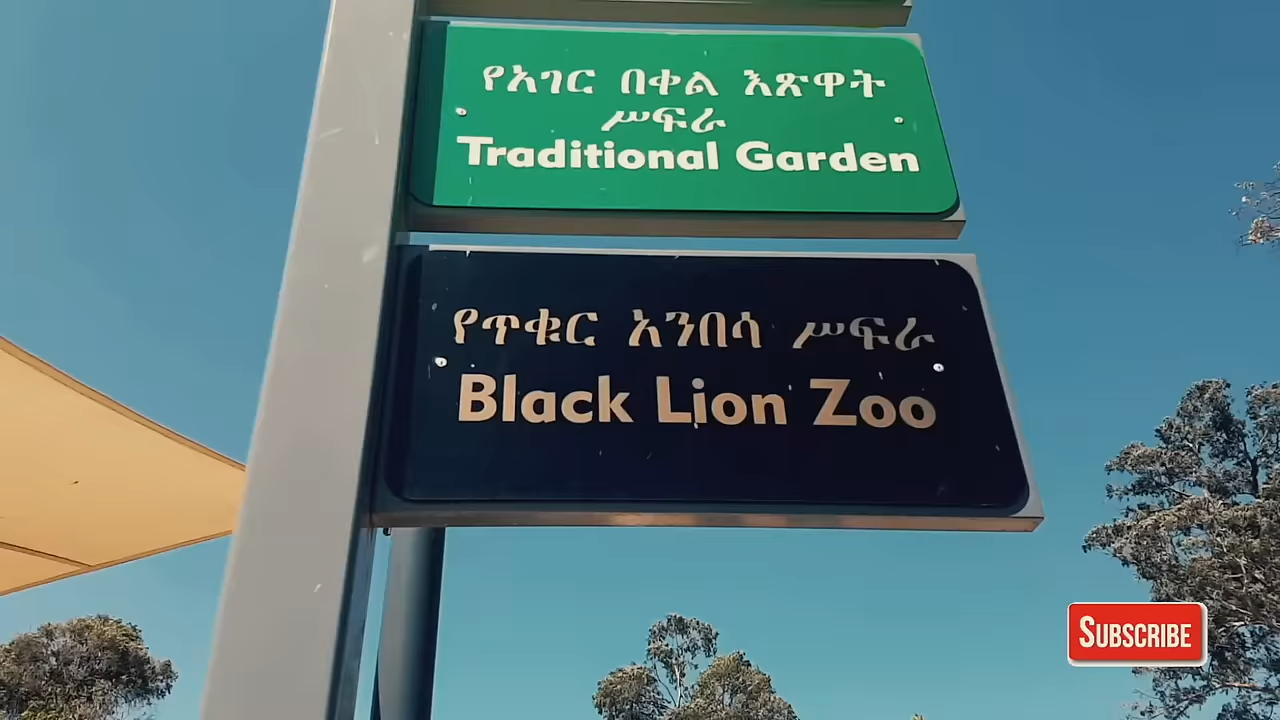 የአገር በቀል እጽዋት
ሥፍራ
Traditional Garden
የጥቁር አንበሳ ሥፍራ
Black Lion Zoo
SUBSCRIBE